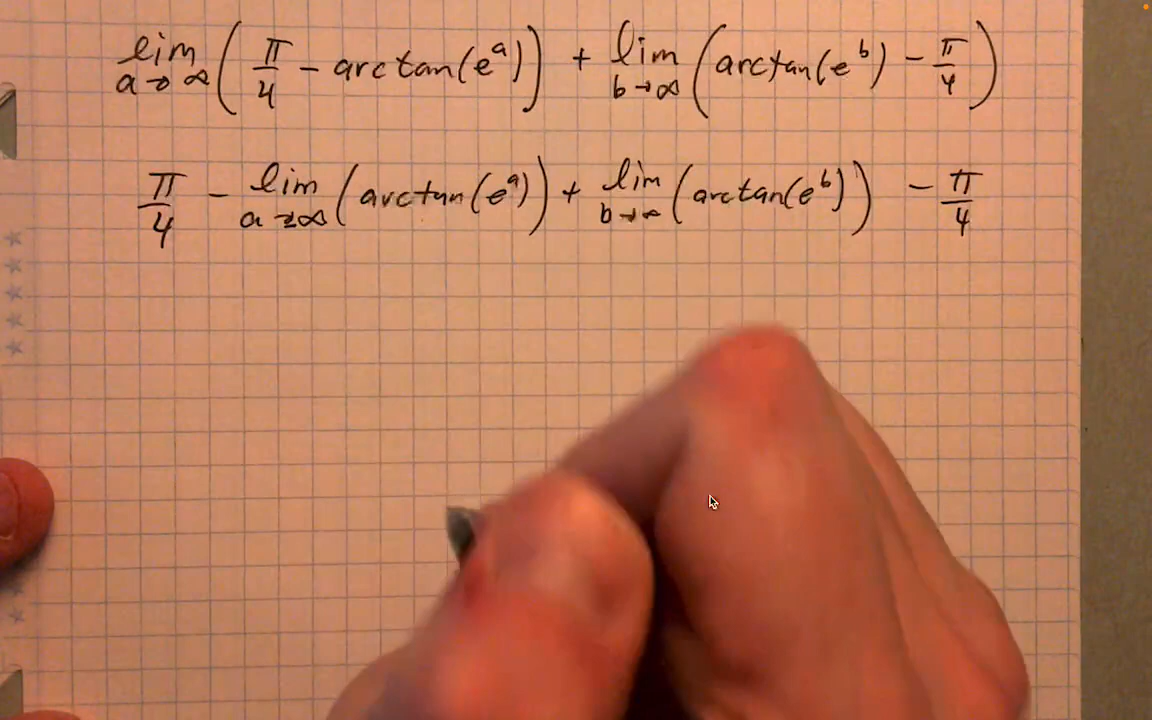 lim a→∞ (π/4 − arctan(e^a)) + lim b→∞ (arctan(e^b) − π/4)
π/4 − lim a→∞ (arctan(e^a)) + lim b→∞ (arctan(e^b)) − π/4